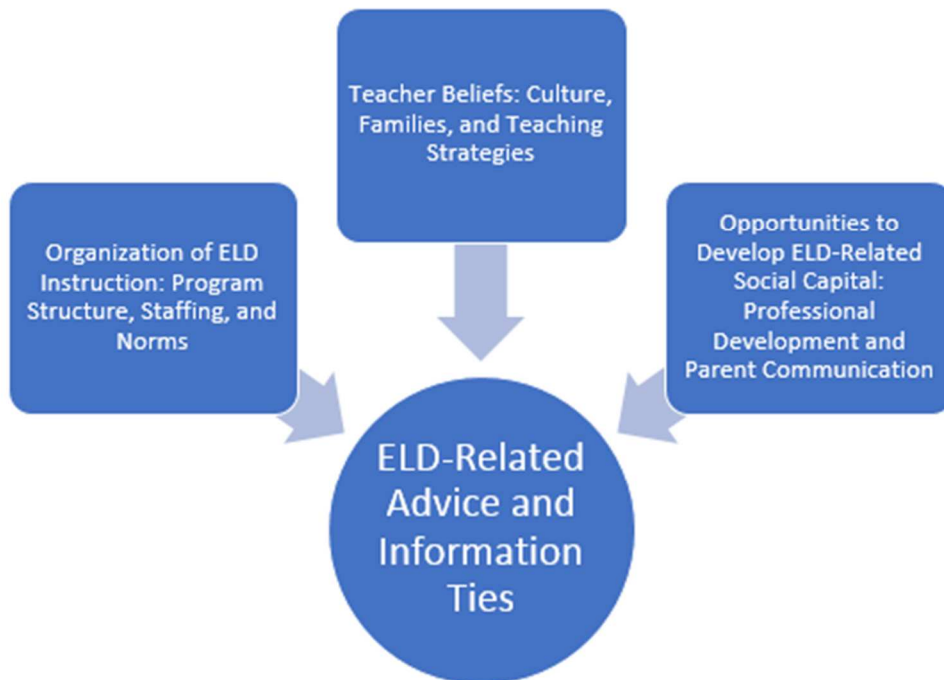 Teacher Beliefs: Culture,
Families, and Teaching
Strategies
Organization of ELD
Instruction: Program
Structure, Staffing, and
Norms
Opportunities to
Develop ELD-Related
Social Capital:
Professional
Development and
Parent Communication
ELD-Related
Advice and
Information
Ties